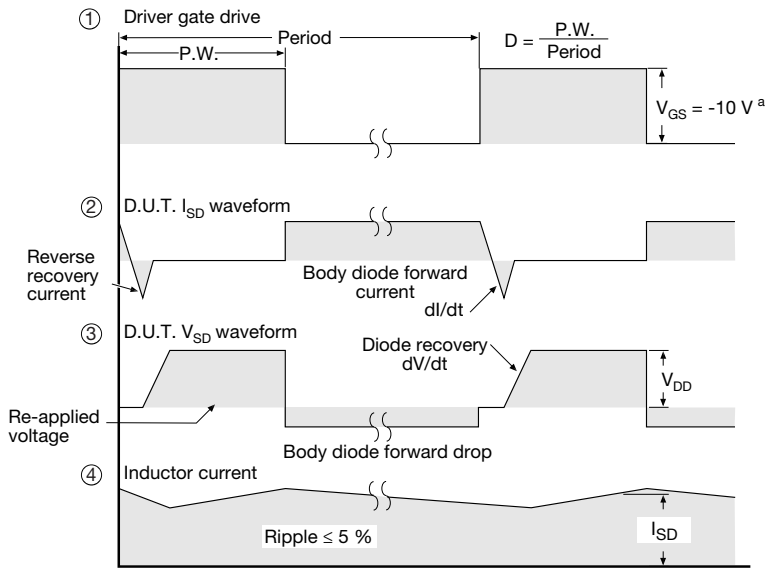 ① Driver gate drive
Period
P.W.
D = P.W.
Period
V_GS = -10 V ᵃ
② D.U.T. I_SD waveform
Reverse
recovery
current
Body diode forward
current
dI/dt
③ D.U.T. V_SD waveform
Diode recovery
dV/dt
V_DD
Re-applied
voltage
Body diode forward drop
④ Inductor current
Ripple ≤ 5 %
I_SD